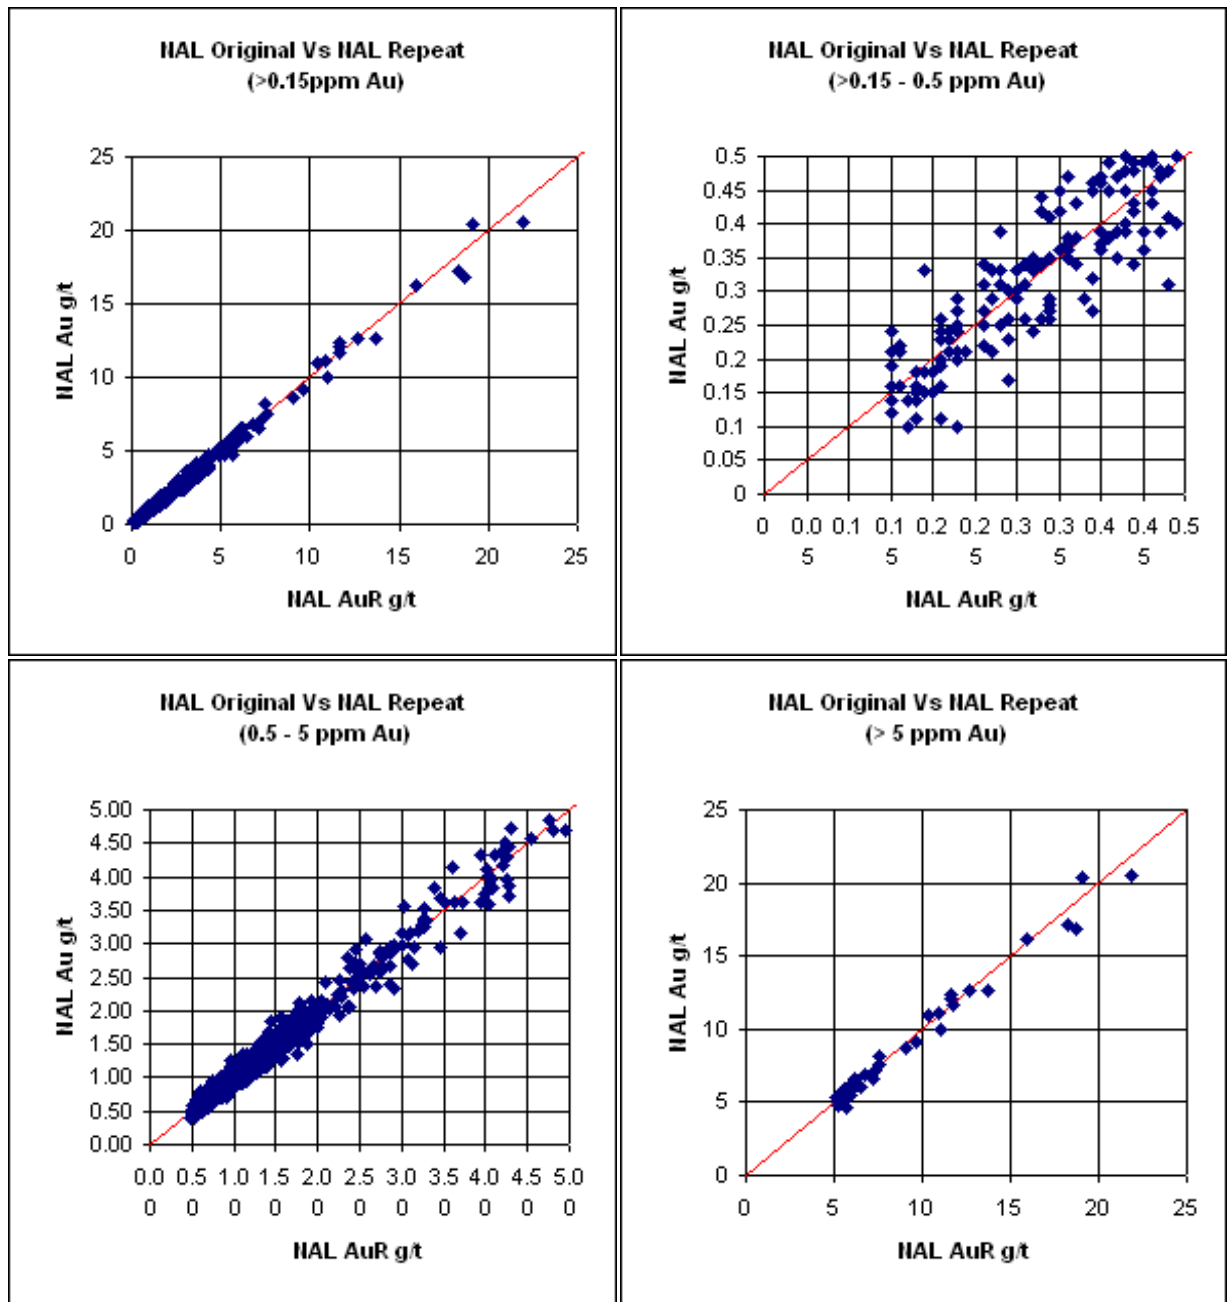 NAL Original Vs NAL Repeat
(>0.15ppm Au)
25
20
15
10
5
0
0 5 10 15 20 25
NAL Au g/t
NAL AuR g/t
NAL Original Vs NAL Repeat
(>0.15 - 0.5 ppm Au)
0.5
0.45
0.4
0.35
0.3
0.25
0.2
0.15
0.1
0.05
0
0 0.0 0.1 0.1 0.2 0.2 0.3 0.3 0.4 0.4 0.5
5 5 5 5 5
NAL Au g/t
NAL AuR g/t
NAL Original Vs NAL Repeat
(0.5 - 5 ppm Au)
5.00
4.50
4.00
3.50
3.00
2.50
2.00
1.50
1.00
0.50
0.00
0.0 0.5 1.0 1.5 2.0 2.5 3.0 3.5 4.0 4.5 5.0
0 0 0 0 0 0 0 0 0 0 0
NAL Au g/t
NAL AuR g/t
NAL Original Vs NAL Repeat
(> 5 ppm Au)
25
20
15
10
5
0
0 5 10 15 20 25
NAL Au g/t
NAL AuR g/t